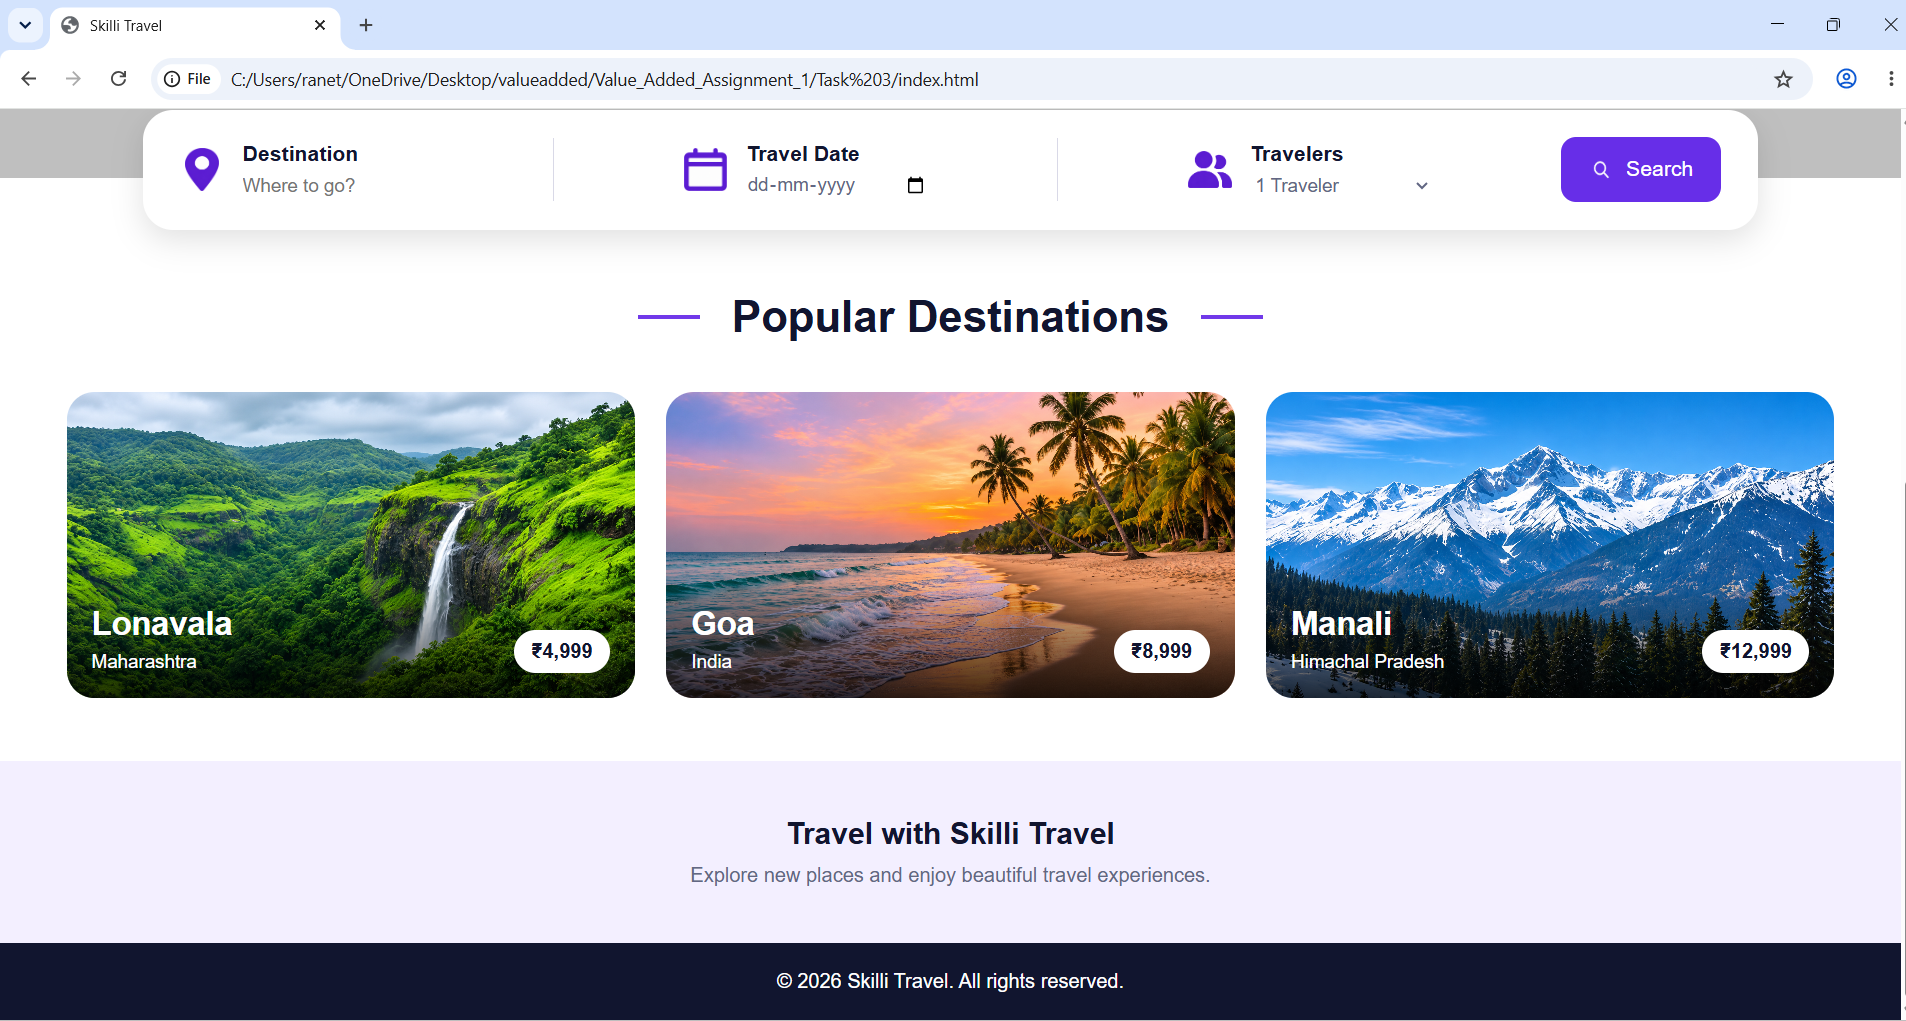 Skilli Travel
File
C:/Users/ranet/OneDrive/Desktop/valueadded/Value_Added_Assignment_1/Task%203/index.html
Destination
Where to go?
Travel Date
dd-mm-yyyy
Travelers
1 Traveler
Search
Popular Destinations
Lonavala
Maharashtra
₹4,999
Goa
India
₹8,999
Manali
Himachal Pradesh
₹12,999
Travel with Skilli Travel
Explore new places and enjoy beautiful travel experiences.
© 2026 Skilli Travel. All rights reserved.